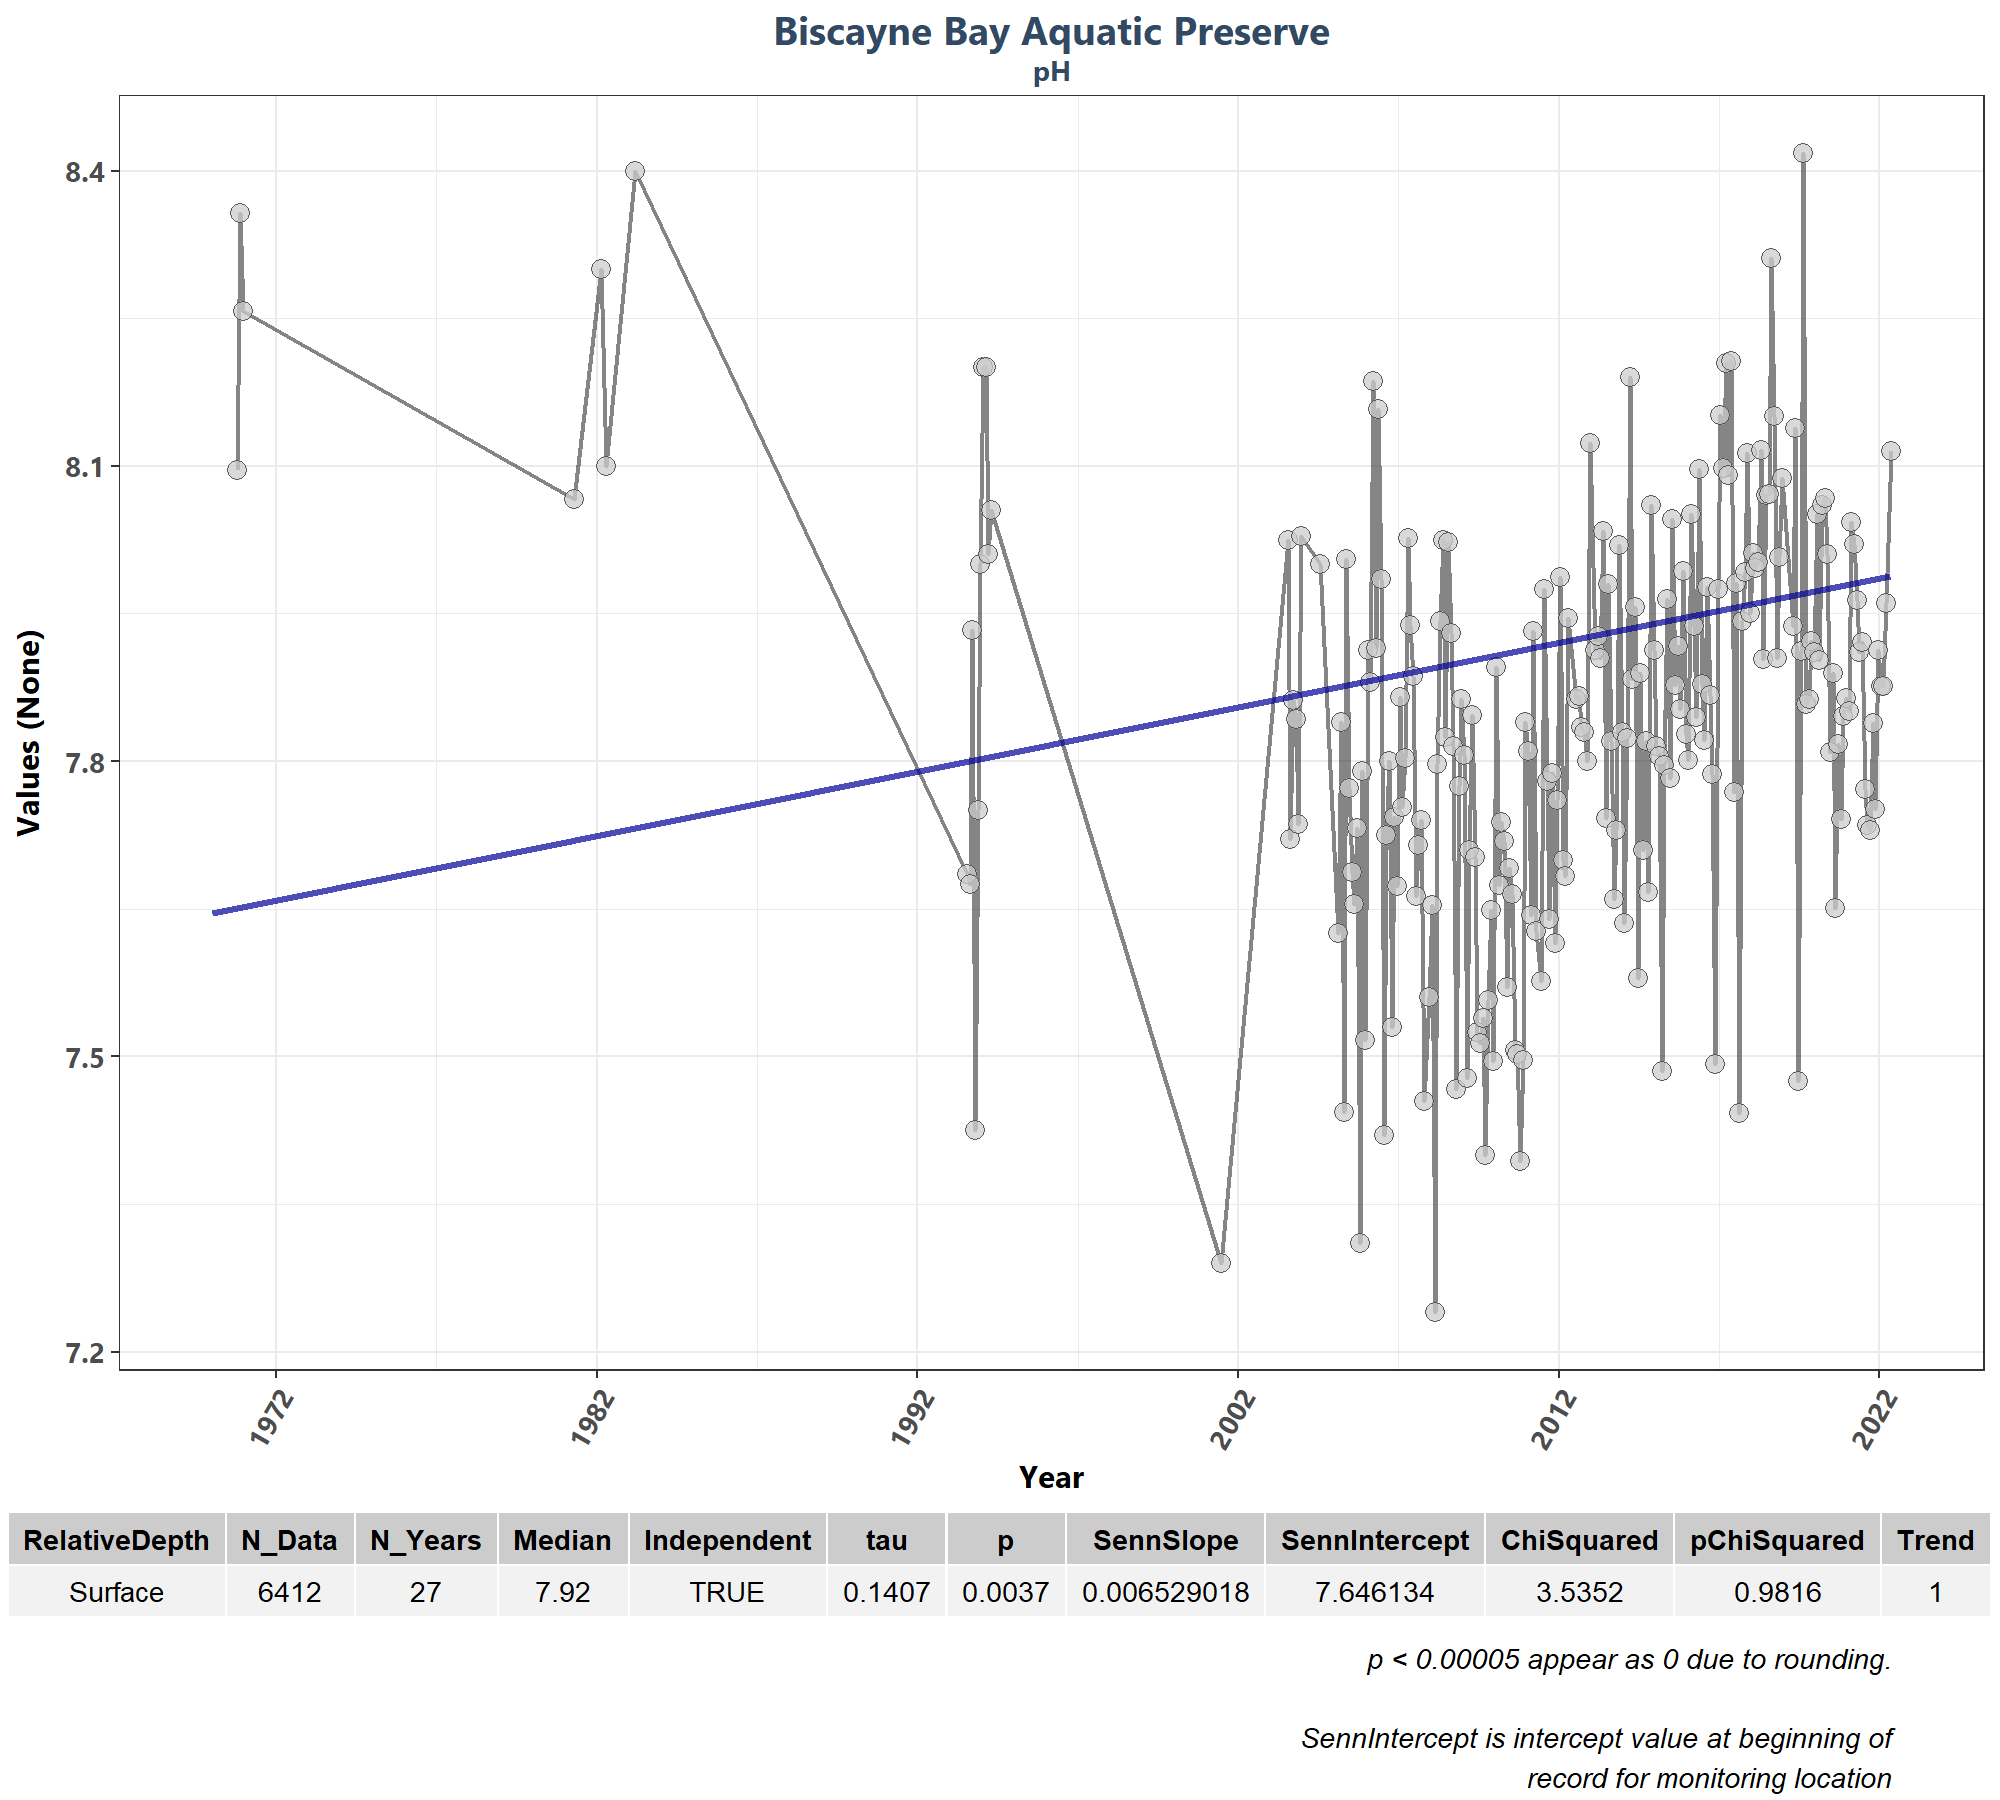 Biscayne Bay Aquatic Preserve
pH
Values (None)
8.4
8.1
7.8
7.5
7.2
1972 1982 1992 2002 2012 2022
Year
RelativeDepth N_Data N_Years Median Independent tau p SennSlope SennIntercept ChiSquared pChiSquared Trend
Surface 6412 27 7.92 TRUE 0.1407 0.0037 0.006529018 7.646134 3.5352 0.9816 1
p < 0.00005 appear as 0 due to rounding.
SennIntercept is intercept value at beginning of
record for monitoring location